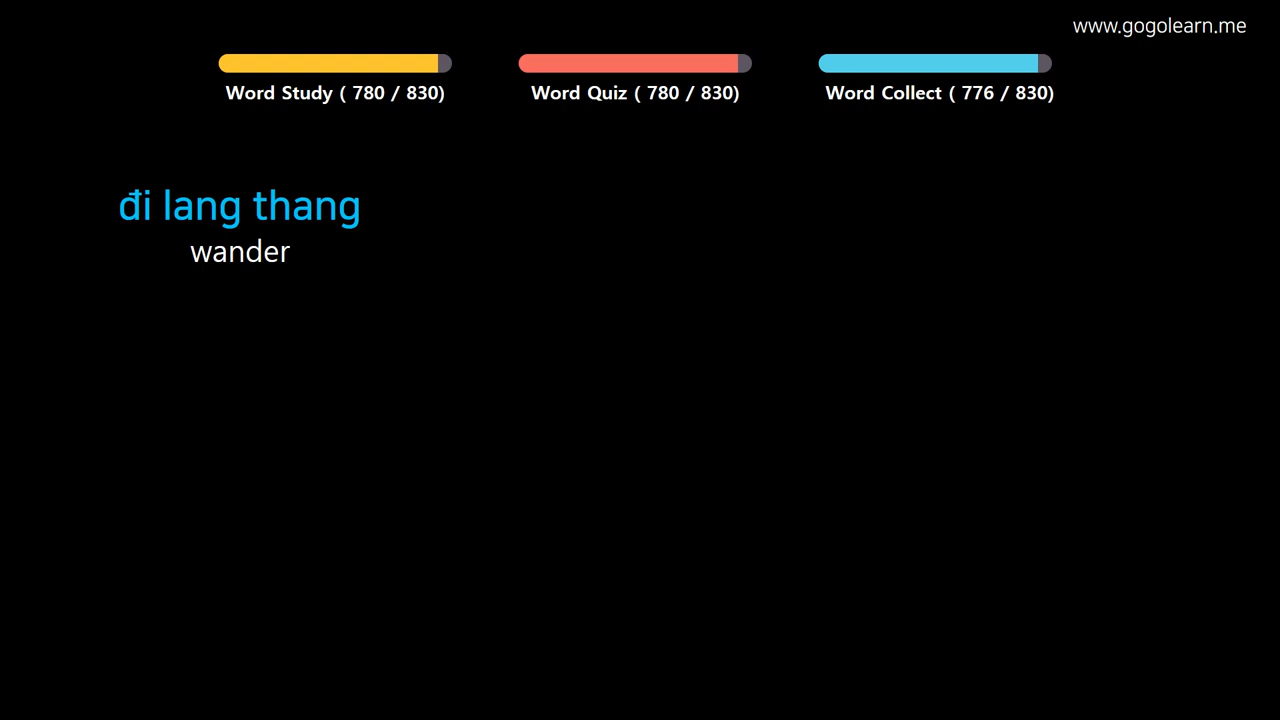 www.gogolearn.me
Word Study ( 780 / 830)
Word Quiz ( 780 / 830)
Word Collect ( 776 / 830)
đi lang thang
wander